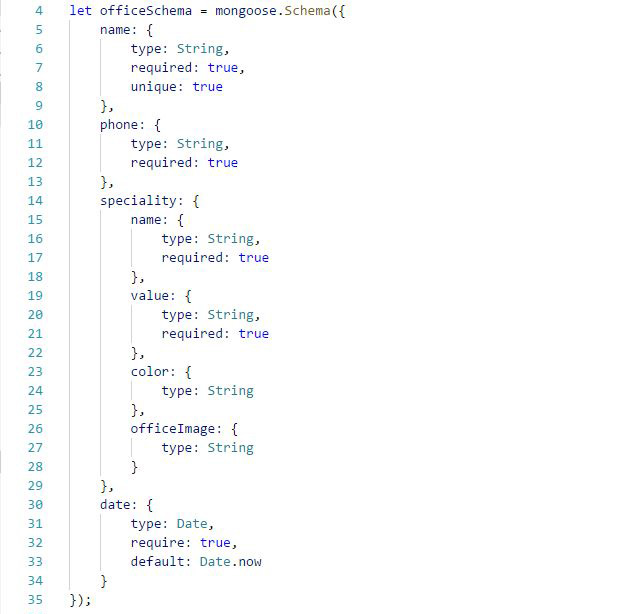 4 let officeSchema = mongoose.Schema({
5 name: {
6 type: String,
7 required: true,
8 unique: true
9 },
10 phone: {
11 type: String,
12 required: true
13 },
14 speciality: {
15 name: {
16 type: String,
17 required: true
18 },
19 value: {
20 type: String,
21 required: true
22 },
23 color: {
24 type: String
25 },
26 officeImage: {
27 type: String
28 }
29 },
30 date: {
31 type: Date,
32 require: true,
33 default: Date.now
34 }
35 });